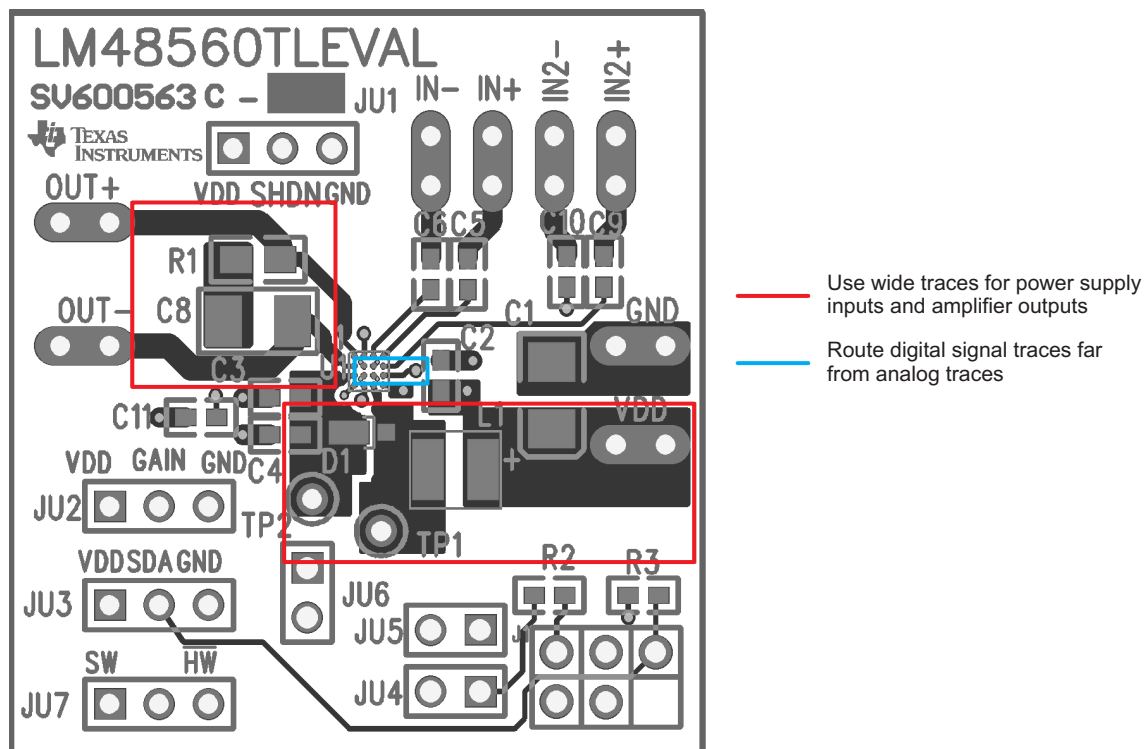 LM48560TLEVAL
SV600563 C -
JU1
IN-
IN+
IN2-
IN2+
TEXAS
INSTRUMENTS
VDD SHDN GND
OUT+
C6
C5
C10
C9
R1
C8
OUT-
C1
GND
C2
U1
C3
C11
C4
D1
L1
+
VDD
VDD GAIN GND
JU2
TP2
TP1
VDD SDA GND
JU3
JU6
R2
R3
JU5
SW
HW
JU7
JU4
Use wide traces for power supply
inputs and amplifier outputs
Route digital signal traces far
from analog traces